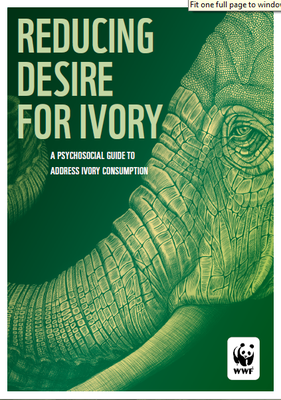 Fit one full page to window
REDUCING
DESIRE
FOR IVORY
A PSYCHOSOCIAL GUIDE TO
ADDRESS IVORY CONSUMPTION
WWF